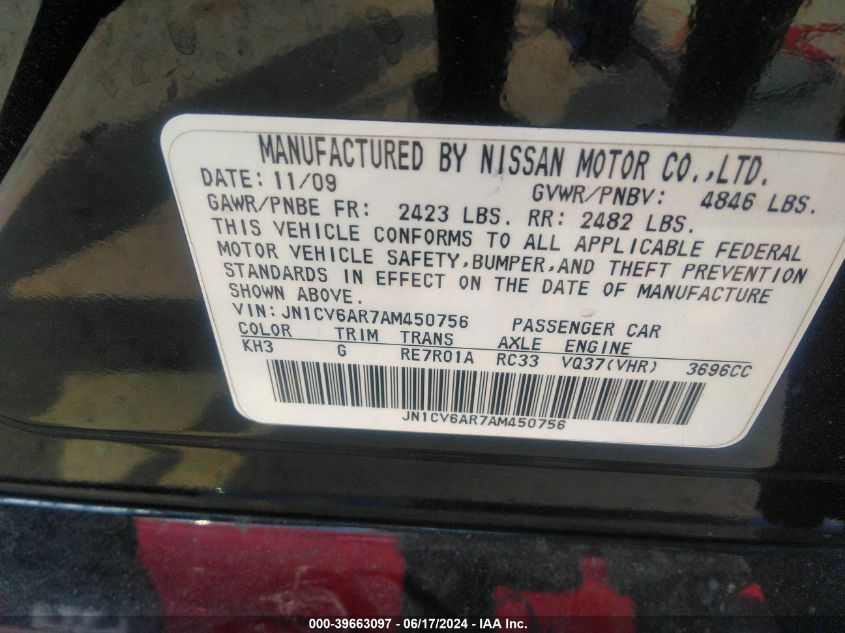 MANUFACTURED BY NISSAN MOTOR CO.,LTD.
DATE: 11/09 GVWR/PNBV: 4846 LBS.
GAWR/PNBE FR: 2423 LBS. RR: 2482 LBS.
THIS VEHICLE CONFORMS TO ALL APPLICABLE FEDERAL
MOTOR VEHICLE SAFETY,BUMPER,AND THEFT PREVENTION
STANDARDS IN EFFECT ON THE DATE OF MANUFACTURE
SHOWN ABOVE.
VIN:JN1CV6AR7AM450756 PASSENGER CAR
COLOR TRIM TRANS AXLE ENGINE
KH3 G RE7R01A RC33 VQ37(VHR) 3696CC
JN1CV6AR7AM450756
000-39663097 - 06/17/2024 - IAA Inc.